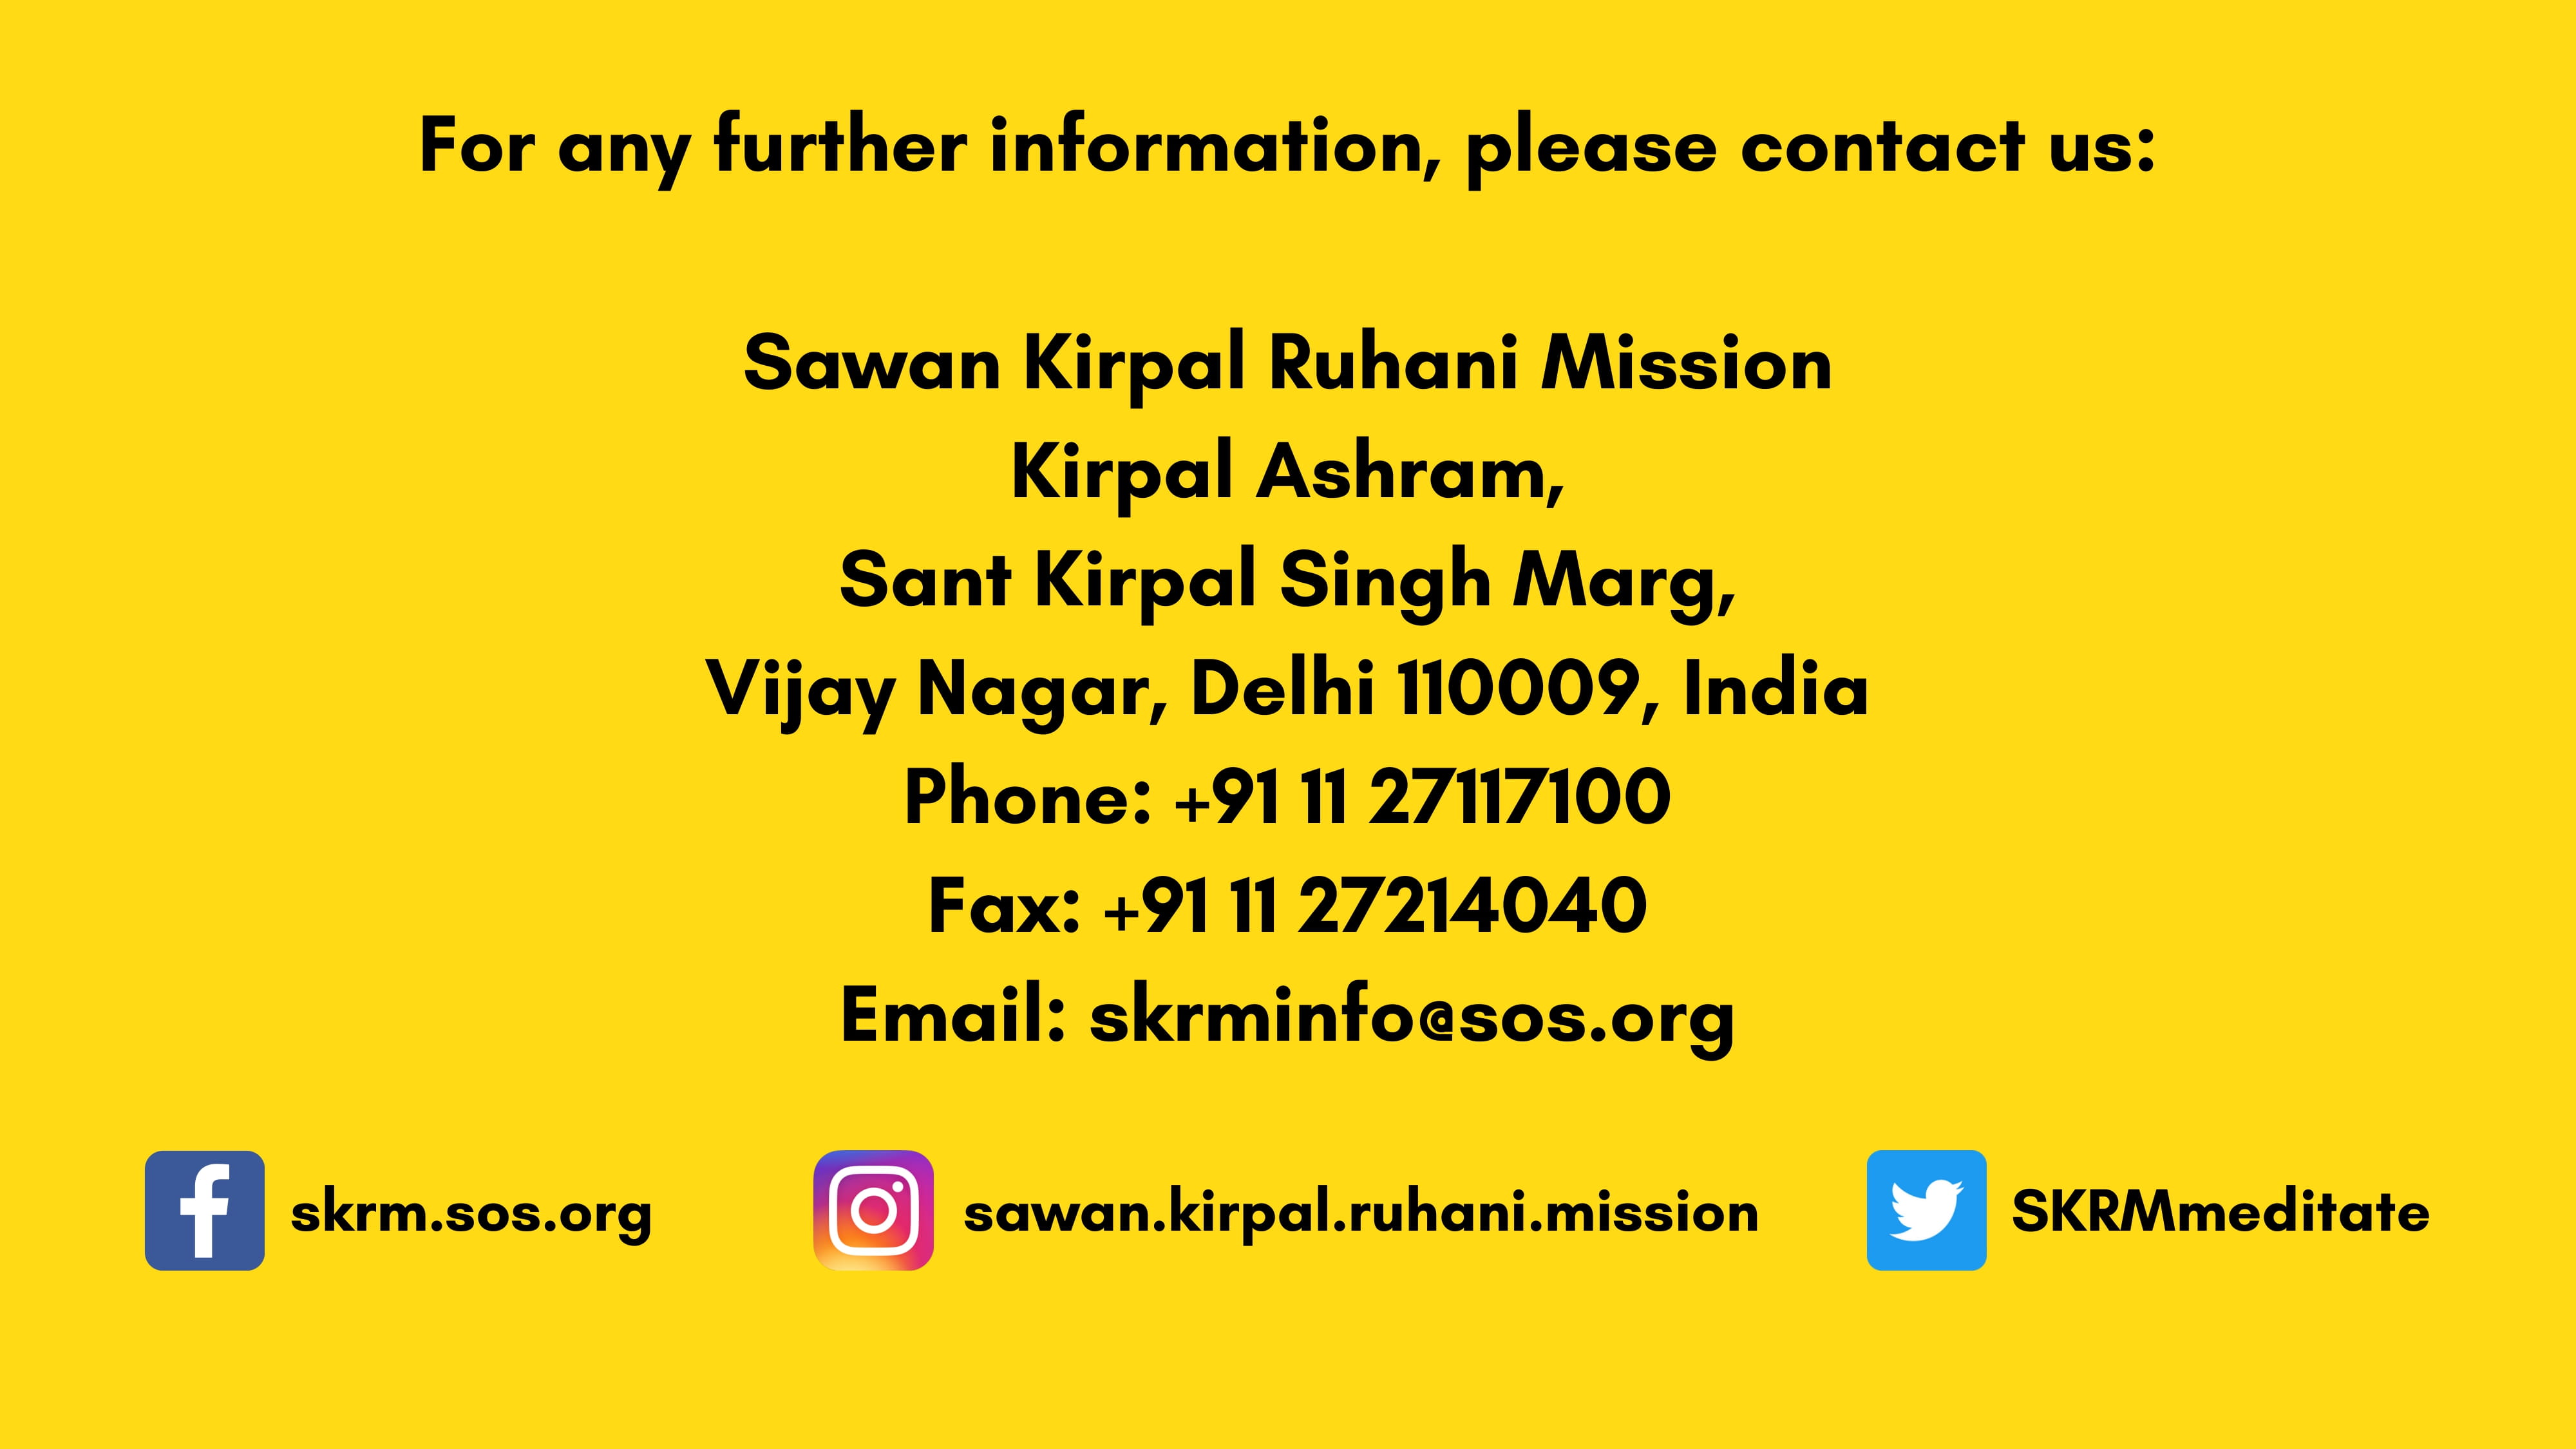 For any further information, please contact us:
Sawan Kirpal Ruhani Mission
Kirpal Ashram,
Sant Kirpal Singh Marg,
Vijay Nagar, Delhi 110009, India
Phone: +91 11 27117100
Fax: +91 11 27214040
Email: skrminfo@sos.org
skrm.sos.org
sawan.kirpal.ruhani.mission
SKRMmeditate